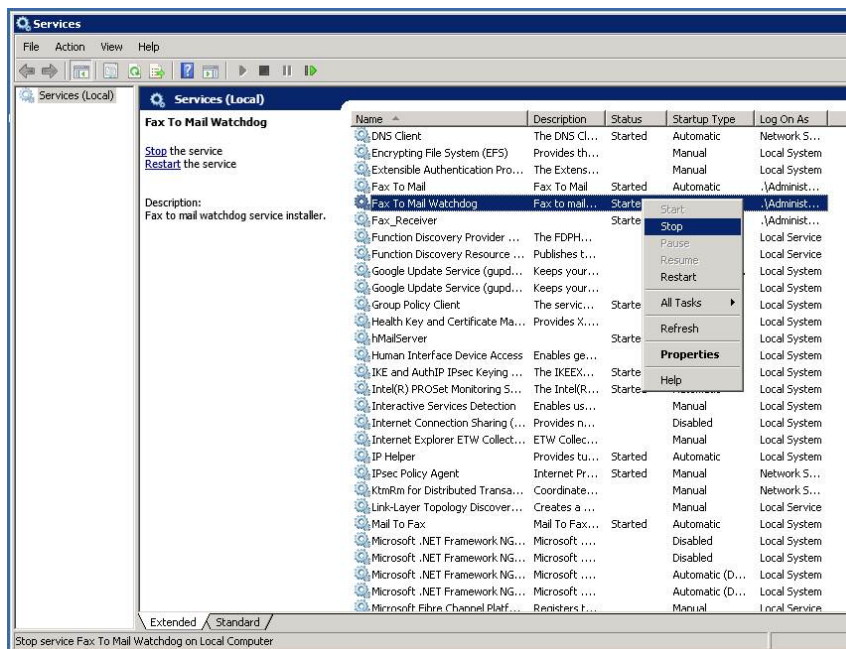 Services
File Action View Help
Services (Local)
Services (Local)
Fax To Mail Watchdog
Stop the service
Restart the service
Description:
Fax to mail watchdog service installer.
Name Description Status Startup Type Log On As
DNS Client The DNS Cl... Started Automatic Network S...
Encrypting File System (EFS) Provides th... Manual Local System
Extensible Authentication Pro... The Extens... Manual Local System
Fax To Mail Fax To Mail Started Automatic .\Administ...
Fax To Mail Watchdog Fax to mail... Starte .\Administ...
Fax_Receiver Starte .\Administ...
Function Discovery Provider ... The FDPH... Local Service
Function Discovery Resource ... Publishes t... Local Service
Google Update Service (gupd... Keeps your... Local System
Google Update Service (gupd... Keeps your... Local System
Group Policy Client The servic... Starte Local System
Health Key and Certificate Ma... Provides X.... Local System
hMailServer Starte Local System
Human Interface Device Access Enables ge... Local System
IKE and AuthIP IPsec Keying ... The IKEEX... Starte Local System
Intel(R) PROSet Monitoring S... The Intel(R... Starte Local System
Interactive Services Detection Enables us... Manual Local System
Internet Connection Sharing (... Provides n... Disabled Local System
Internet Explorer ETW Collect... ETW Collec... Manual Local System
IP Helper Provides tu... Started Automatic Local System
IPsec Policy Agent Internet Pr... Started Manual Network S...
KtmRm for Distributed Transa... Coordinate... Manual Network S...
Link-Layer Topology Discover... Creates a ... Manual Local Service
Mail To Fax Mail To Fax... Started Automatic Local System
Microsoft .NET Framework NG... Microsoft .... Disabled Local System
Microsoft .NET Framework NG... Microsoft .... Disabled Local System
Microsoft .NET Framework NG... Microsoft .... Automatic (D... Local System
Microsoft .NET Framework NG... Microsoft .... Automatic (D... Local System
Microsoft Fibre Channel Platf... Registers t... Manual Local Service
Start
Stop
Pause
Resume
Restart
All Tasks
Refresh
Properties
Help
Extended Standard
Stop service Fax To Mail Watchdog on Local Computer